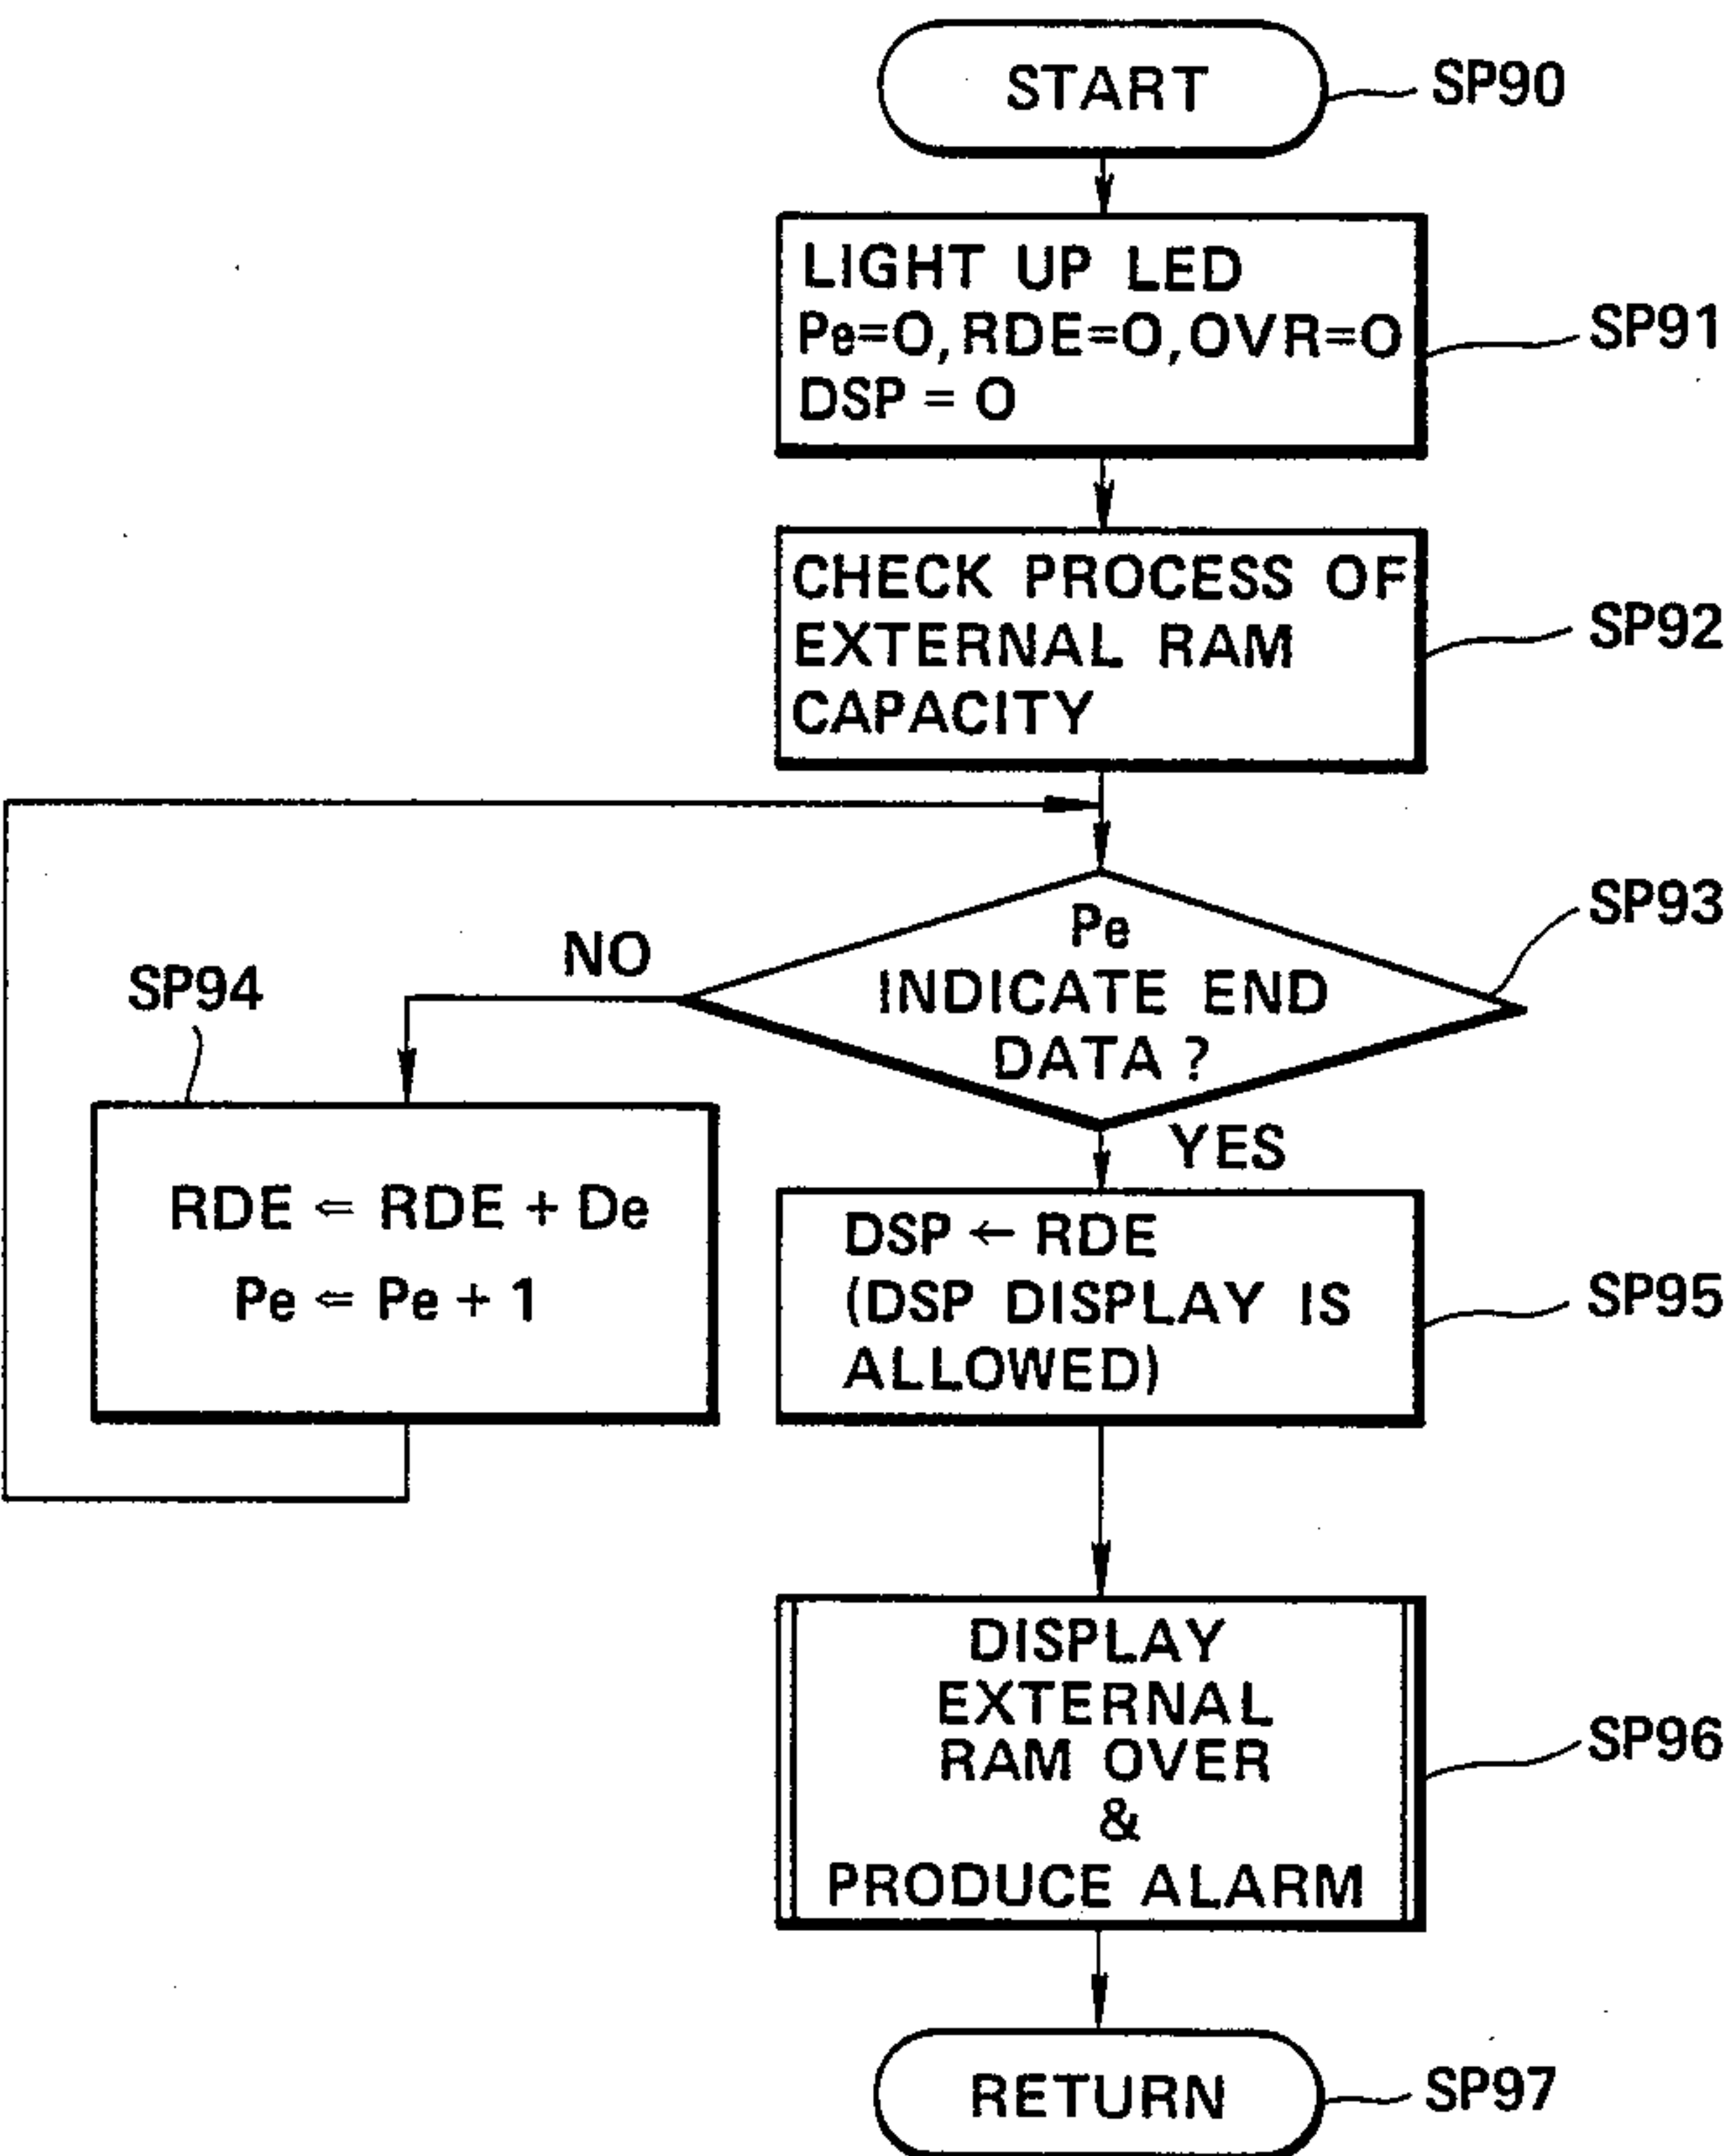 START
SP90
LIGHT UP LED
Pe=0, RDE=0, OVR=0
DSP = 0
SP91
CHECK PROCESS OF
EXTERNAL RAM
CAPACITY
SP92
Pe
INDICATE END
DATA ?
SP93
NO
SP94
YES
RDE ⇐ RDE + De
Pe ⇐ Pe + 1
DSP ← RDE
(DSP DISPLAY IS
ALLOWED)
SP95
DISPLAY
EXTERNAL
RAM OVER
&
PRODUCE ALARM
SP96
RETURN
SP97